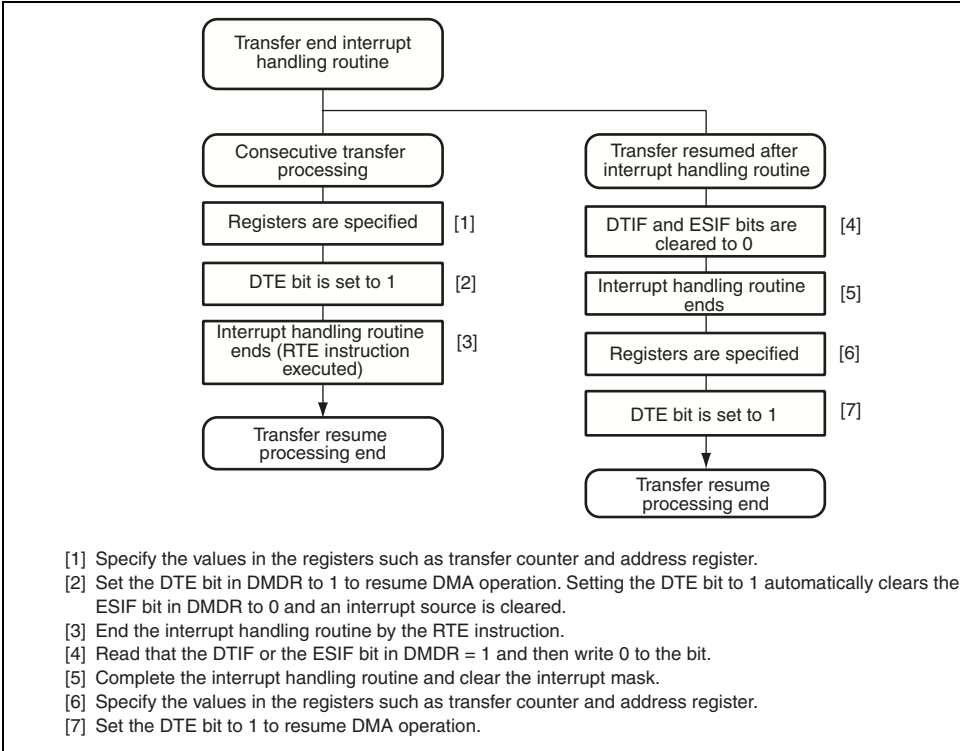 Transfer end interrupt
handling routine
Consecutive transfer
processing
Registers are specified
[1]
DTE bit is set to 1
[2]
Interrupt handling routine
ends (RTE instruction
executed)
[3]
Transfer resume
processing end
Transfer resumed after
interrupt handling routine
DTIF and ESIF bits are
cleared to 0
[4]
Interrupt handling routine
ends
[5]
Registers are specified
[6]
DTE bit is set to 1
[7]
Transfer resume
processing end
[1] Specify the values in the registers such as transfer counter and address register.
[2] Set the DTE bit in DMDR to 1 to resume DMA operation. Setting the DTE bit to 1 automatically clears the
ESIF bit in DMDR to 0 and an interrupt source is cleared.
[3] End the interrupt handling routine by the RTE instruction.
[4] Read that the DTIF or the ESIF bit in DMDR = 1 and then write 0 to the bit.
[5] Complete the interrupt handling routine and clear the interrupt mask.
[6] Specify the values in the registers such as transfer counter and address register.
[7] Set the DTE bit to 1 to resume DMA operation.